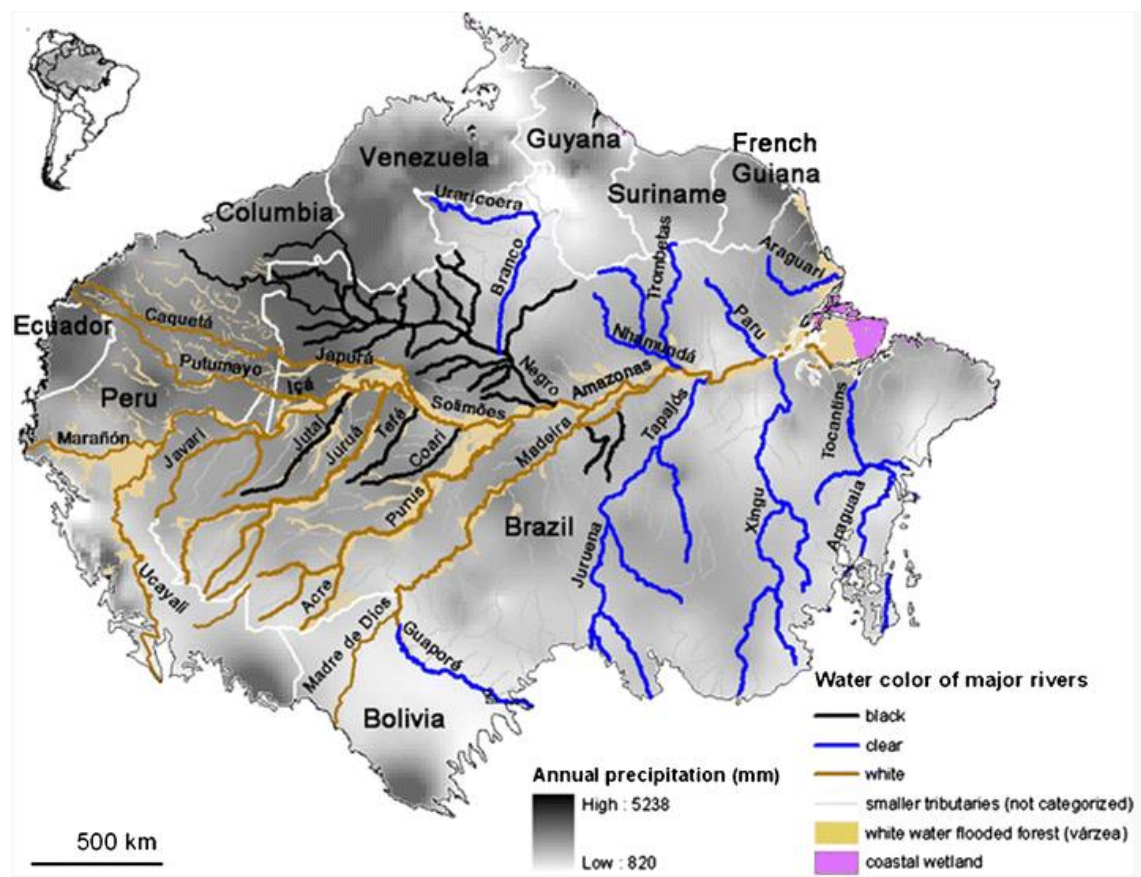 Guyana
French
Guiana
Venezuela
Suriname
Uraricoera
Columbia
Trombetas
Araguari
Branco
Ecuador
Caquetá
Paru
Nhamundá
Japurá
Putumayo
Negro
Içá
Amazonas
Peru
Solimões
Tapajós
Tocantins
Marañón
Javari
Jutaí
Juruá
Tefé
Coari
Madeira
Purus
Brazil
Xingu
Araguaia
Juruena
Ucayali
Acre
Madre de Dios
Guaporé
Bolivia
Water color of major rivers
black
clear
white
smaller tributaries (not categorized)
white water flooded forest (várzea)
coastal wetland
Annual precipitation (mm)
High : 5238
Low : 820
500 km